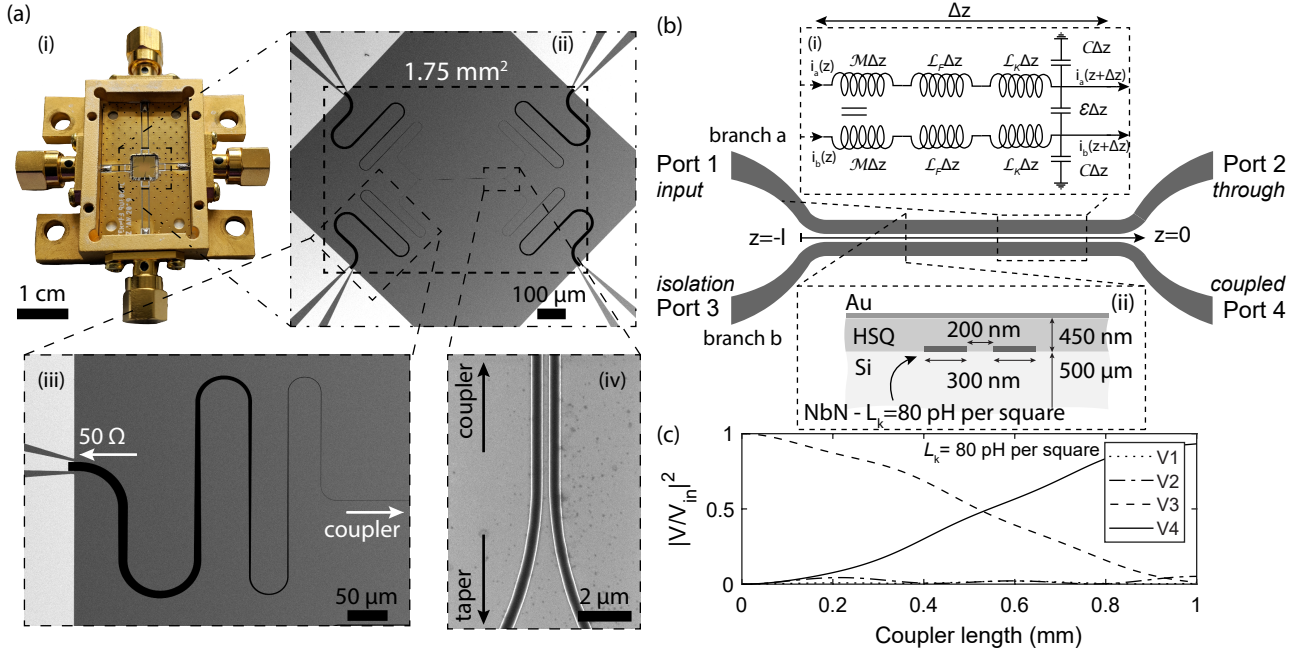 (a)
(i)
1 cm
(ii)
1.75 mm²
100 µm
(iii)
50 Ω
coupler
50 µm
(iv)
coupler
taper
2 µm
(b)
Δz
(i)
ℳΔz
ℒ_FΔz
ℒ_KΔz
CΔz
i_a(z)
i_a(z+Δz)
ℰΔz
branch a
i_b(z)
i_b(z+Δz)
ℳΔz
ℒ_FΔz
ℒ_KΔz
CΔz
Port 1
input
Port 2
through
z=-l
z=0
isolation
Port 3
branch b
coupled
Port 4
Au
(ii)
HSQ
200 nm
450 nm
Si
300 nm
500 µm
NbN - L_k=80 pH per square
(c)
L_k= 80 pH per square
|V/V_in|²
1
0.5
0
V1
V2
V3
V4
0
0.2
0.4
0.6
0.8
1
Coupler length (mm)